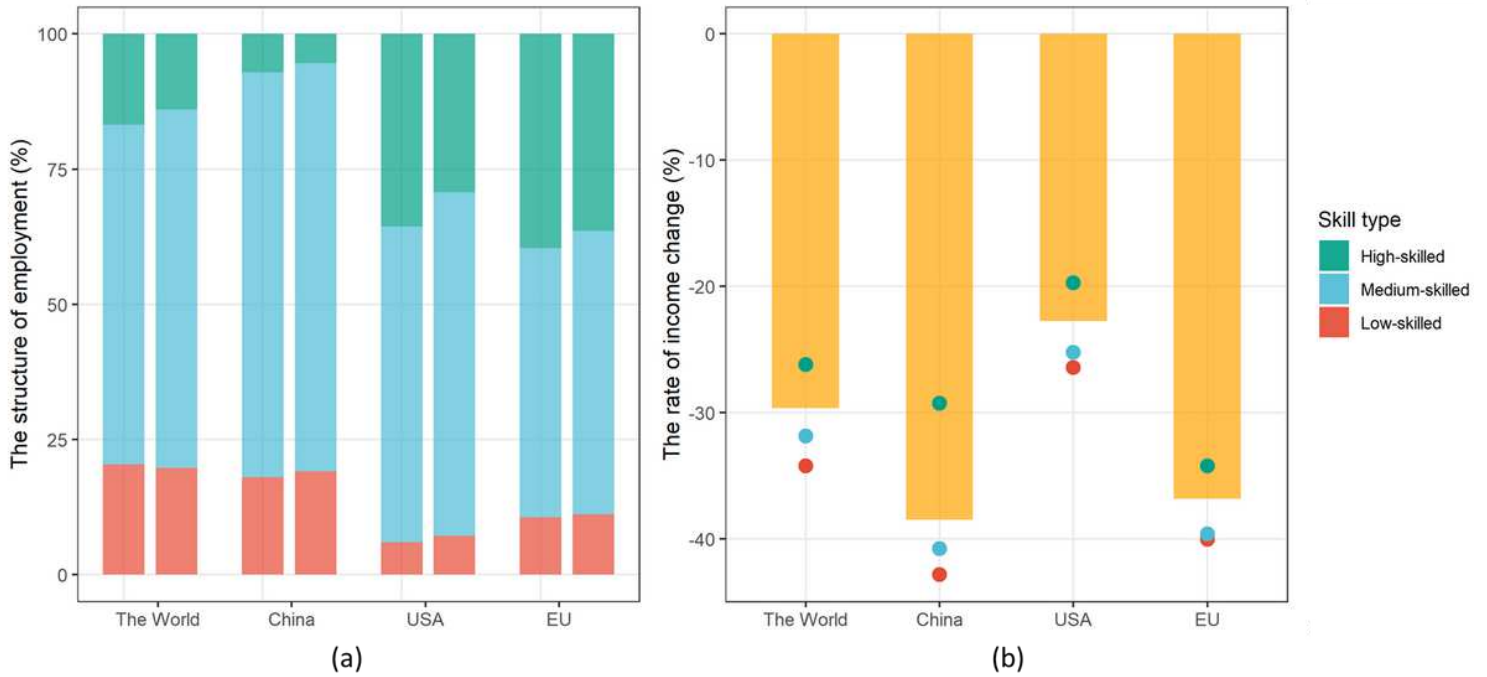 The structure of employment (%)
100
75
50
25
0
The World China USA EU
(a)
The rate of income change (%)
-0
-10
-20
-30
-40
The World China USA EU
(b)
Skill type
High-skilled
Medium-skilled
Low-skilled